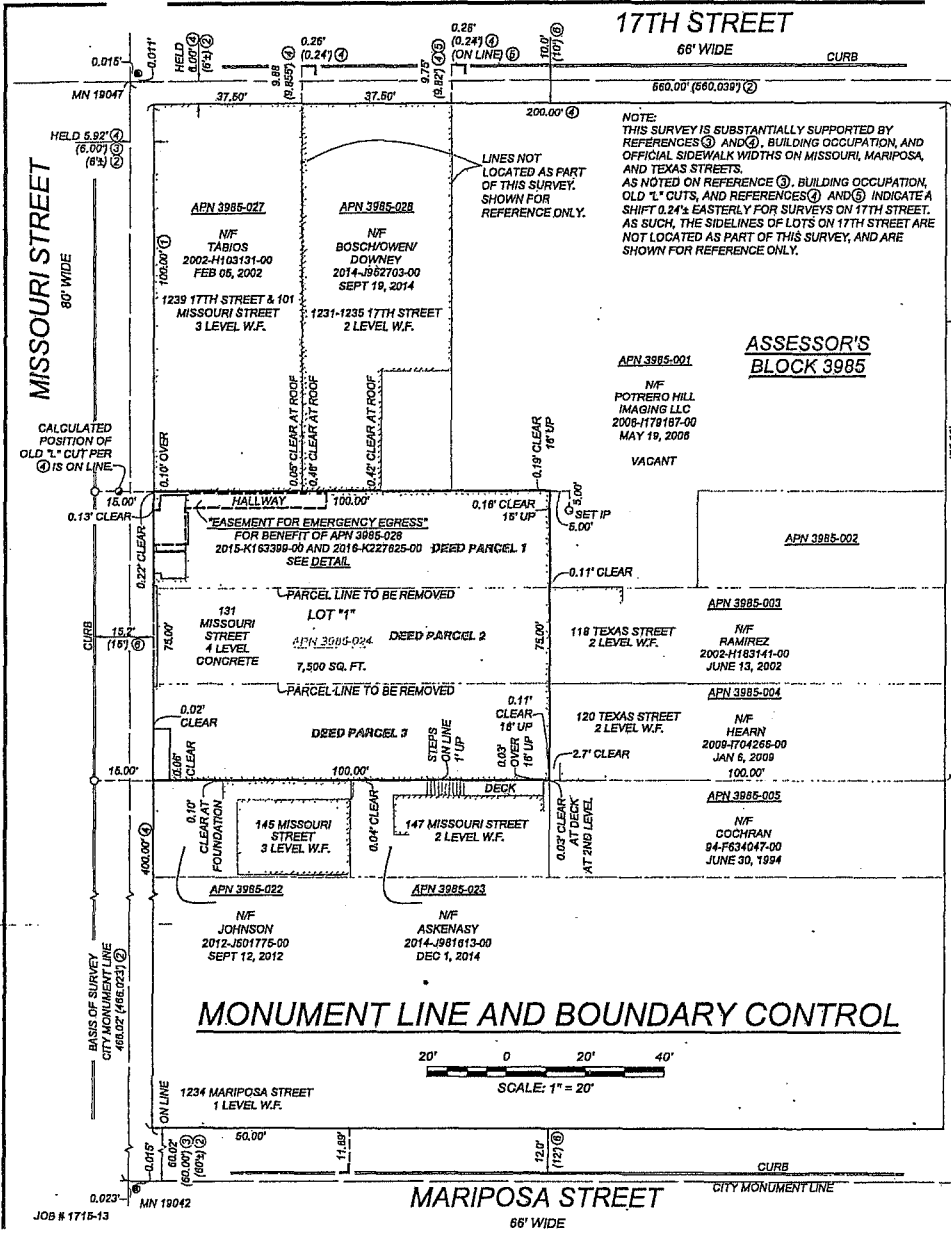 17TH STREET
66' WIDE
CURB
0.015'
0.011'
HELD
6.00' ④
(6'±) ②
9.88
(9.855') ④
0.26'
(0.24') ④
9.75'
(9.82') ④⑤
0.26'
(0.24') ④
(ON LINE) ⑤
10.0'
(10') ⑥
MN 19047
37.50'
37.50'
560.00' (560.039') ②
200.00' ④
HELD 5.92' ④
(6.00') ③
(6'±) ②
MISSOURI STREET
80' WIDE
NOTE:
THIS SURVEY IS SUBSTANTIALLY SUPPORTED BY
REFERENCES ③ AND ④, BUILDING OCCUPATION, AND
OFFICIAL SIDEWALK WIDTHS ON MISSOURI, MARIPOSA,
AND TEXAS STREETS.
AS NOTED ON REFERENCE ③, BUILDING OCCUPATION,
OLD "L" CUTS, AND REFERENCES ④ AND ⑤ INDICATE A
SHIFT 0.24'± EASTERLY FOR SURVEYS ON 17TH STREET.
AS SUCH, THE SIDELINES OF LOTS ON 17TH STREET ARE
NOT LOCATED AS PART OF THIS SURVEY, AND ARE
SHOWN FOR REFERENCE ONLY.
LINES NOT
LOCATED AS PART
OF THIS SURVEY.
SHOWN FOR
REFERENCE ONLY.
100.00' ①
APN 3985-027
N/F
TABIOS
2002-H103131-00
FEB 05, 2002
1239 17TH STREET & 101
MISSOURI STREET
3 LEVEL W.F.
APN 3985-028
N/F
BOSCH/OWEN/
DOWNEY
2014-J952703-00
SEPT 19, 2014
1231-1235 17TH STREET
2 LEVEL W.F.
ASSESSOR'S
BLOCK 3985
APN 3985-001
N/F
POTRERO HILL
IMAGING LLC
2006-I179187-00
MAY 19, 2006
VACANT
CALCULATED
POSITION OF
OLD "L" CUT PER
④ IS ON LINE
0.10' OVER
0.05' CLEAR AT ROOF
0.46' CLEAR AT ROOF
0.42' CLEAR AT ROOF
0.19' CLEAR
16' UP
15.00'
0.13' CLEAR
HALLWAY
100.00'
0.16' CLEAR
15' UP
5.00'
SET IP
5.00'
"EASEMENT FOR EMERGENCY EGRESS"
FOR BENEFIT OF APN 3985-028
2015-K163399-00 AND 2016-K227825-00
SEE DETAIL
DEED PARCEL 1
APN 3985-002
0.22' CLEAR
0.11' CLEAR
PARCEL LINE TO BE REMOVED
CURB
15.2'
(15') ⑥
75.00'
131
MISSOURI
STREET
4 LEVEL
CONCRETE
LOT "1"
APN 3985-024
7,500 SQ. FT.
DEED PARCEL 2
75.00'
118 TEXAS STREET
2 LEVEL W.F.
APN 3985-003
N/F
RAMIREZ
2002-H183141-00
JUNE 13, 2002
PARCEL LINE TO BE REMOVED
0.02'
CLEAR
0.06'
CLEAR
DEED PARCEL 3
STEPS
ON LINE
1' UP
0.11'
CLEAR
16' UP
0.03'
OVER
15' UP
120 TEXAS STREET
2 LEVEL W.F.
2.7' CLEAR
APN 3985-004
N/F
HEARN
2009-I704266-00
JAN 6, 2009
15.00'
100.00'
100.00'
DECK
0.10'
CLEAR AT
FOUNDATION
145 MISSOURI
STREET
3 LEVEL W.F.
0.04' CLEAR
147 MISSOURI STREET
2 LEVEL W.F.
0.03' CLEAR
AT DECK
AT 2ND LEVEL
APN 3985-005
N/F
COCHRAN
94-F634047-00
JUNE 30, 1994
400.00' ④
APN 3985-022
N/F
JOHNSON
2012-J501775-00
SEPT 12, 2012
APN 3985-023
N/F
ASKENASY
2014-J981613-00
DEC 1, 2014
BASIS OF SURVEY
CITY MONUMENT LINE
466.02' (466.023') ②
MONUMENT LINE AND BOUNDARY CONTROL
20' 0 20' 40'
SCALE: 1" = 20'
1234 MARIPOSA STREET
1 LEVEL W.F.
ON LINE
50.00'
0.015'
60.02'
(60.00') ③
(60'±) ②
11.89'
12.0'
(12') ⑥
CURB
CITY MONUMENT LINE
0.023'
MN 19042
MARIPOSA STREET
66' WIDE
JOB # 1715-13